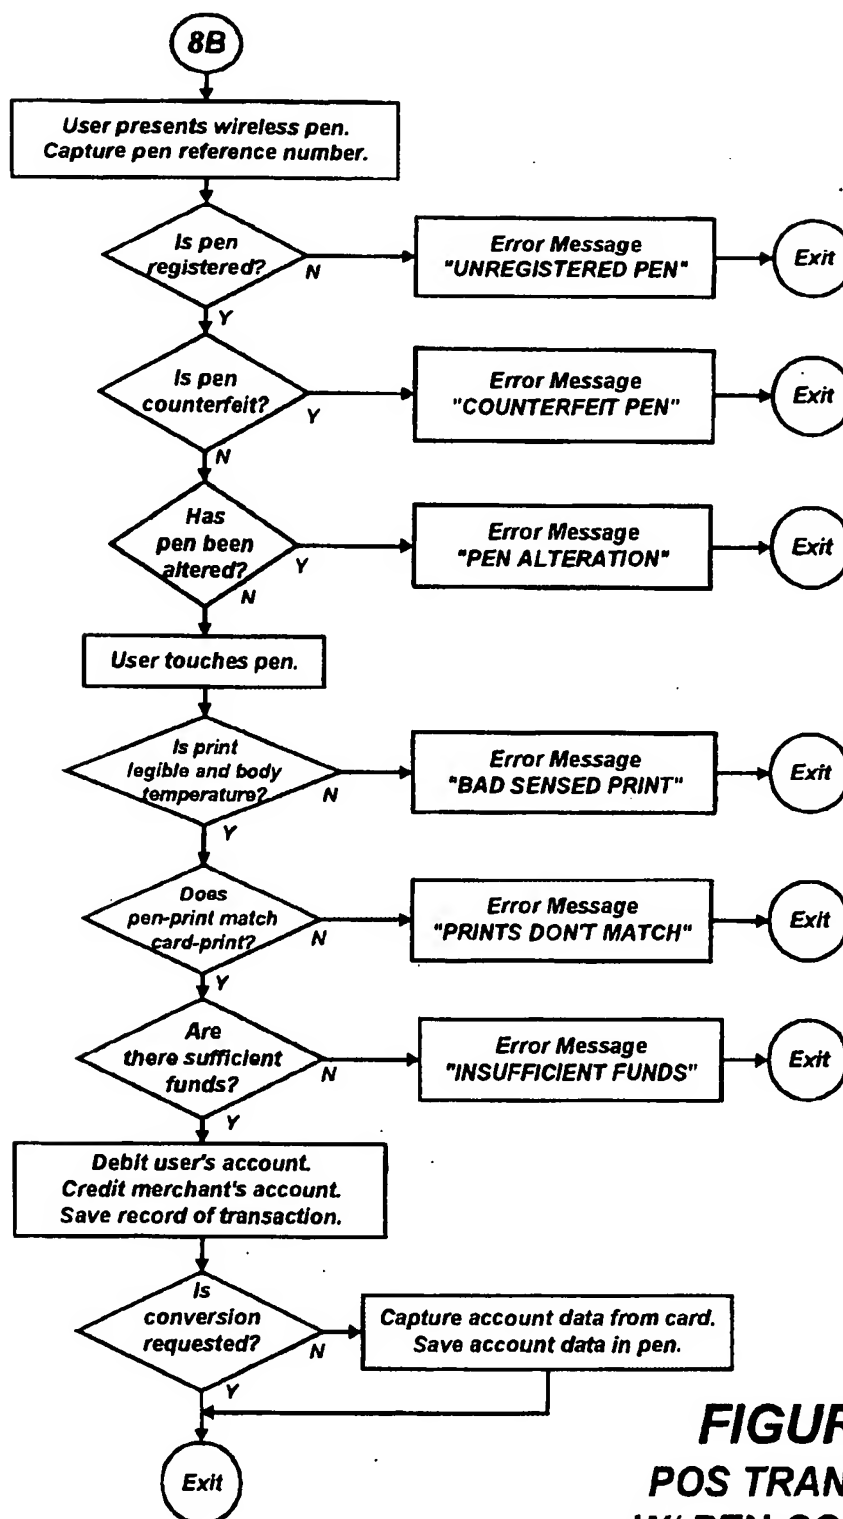 8B
User presents wireless pen.
Capture pen reference number.
Is pen
registered?
N
Error Message
"UNREGISTERED PEN"
Exit
Y
Is pen
counterfeit?
Y
Error Message
"COUNTERFEIT PEN"
Exit
N
Has
pen been
altered?
Y
Error Message
"PEN ALTERATION"
Exit
N
User touches pen.
Is print
legible and body
temperature?
N
Error Message
"BAD SENSED PRINT"
Exit
Y
Does
pen-print match
card-print?
N
Error Message
"PRINTS DON'T MATCH"
Exit
Y
Are
there sufficient
funds?
N
Error Message
"INSUFFICIENT FUNDS"
Exit
Y
Debit user's account.
Credit merchant's account.
Save record of transaction.
Is
conversion
requested?
N
Capture account data from card.
Save account data in pen.
Y
Exit
FIGUR
POS TRAN
W/ PEN